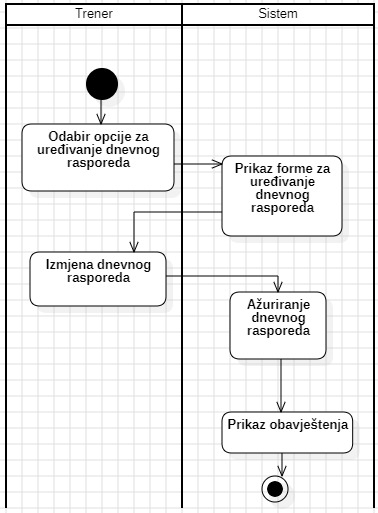 Trener
Sistem
Odabir opcije za
uređivanje dnevnog
rasporeda
Prikaz forme za
uređivanje
dnevnog
rasporeda
Izmjena dnevnog
rasporeda
Ažuriranje
dnevnog
rasporeda
Prikaz obavještenja